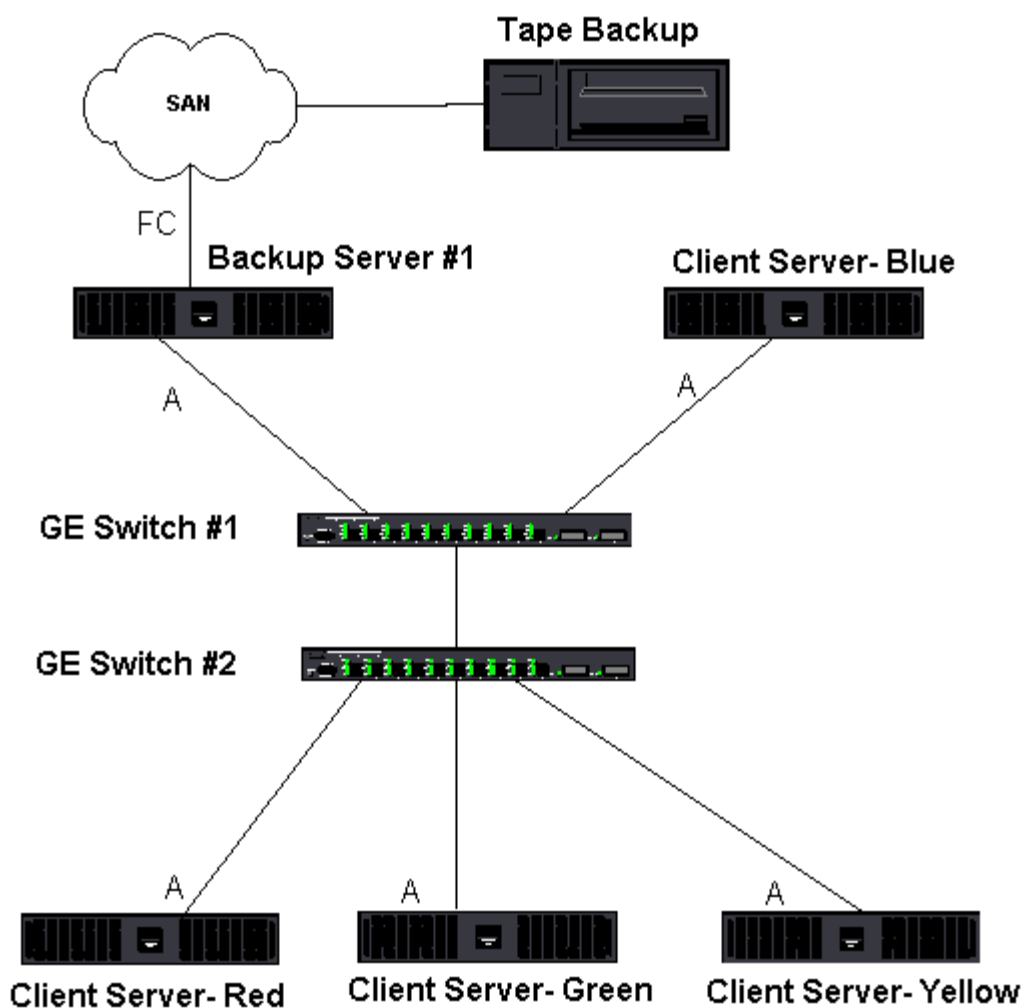 Tape Backup
SAN
FC
Backup Server #1
Client Server- Blue
A
A
GE Switch #1
GE Switch #2
A
A
A
Client Server- Red
Client Server- Green
Client Server- Yellow